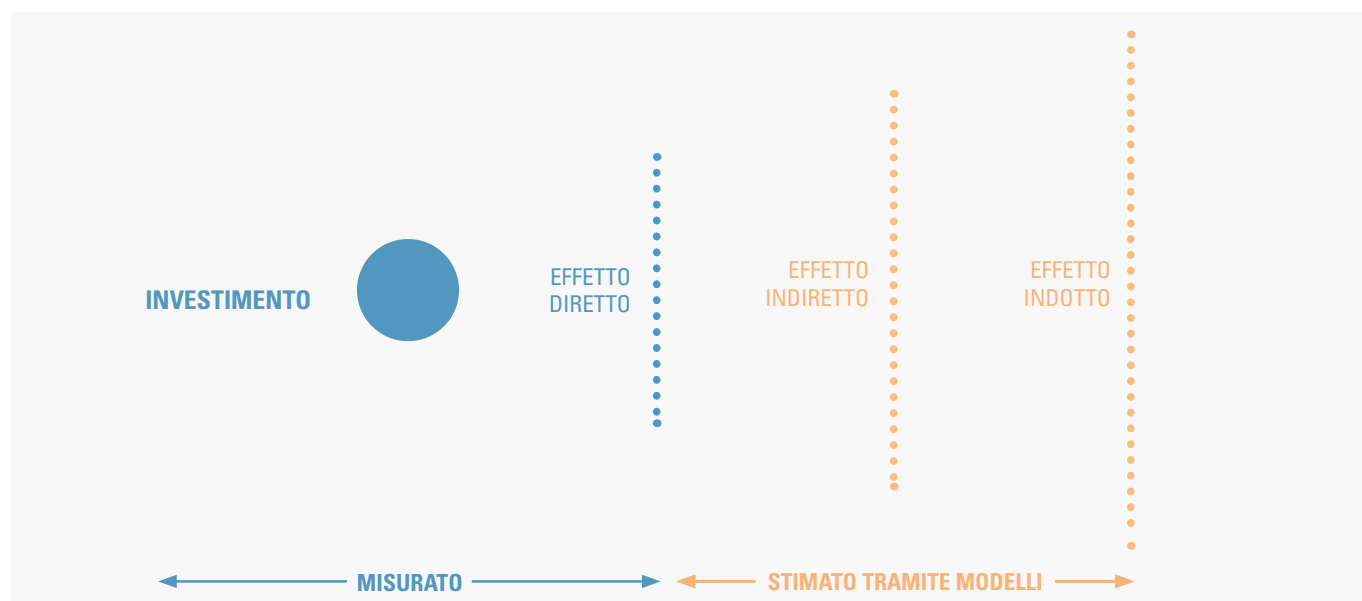 INVESTIMENTO
EFFETTO
DIRETTO
EFFETTO
INDIRETTO
EFFETTO
INDOTTO
MISURATO
STIMATO TRAMITE MODELLI